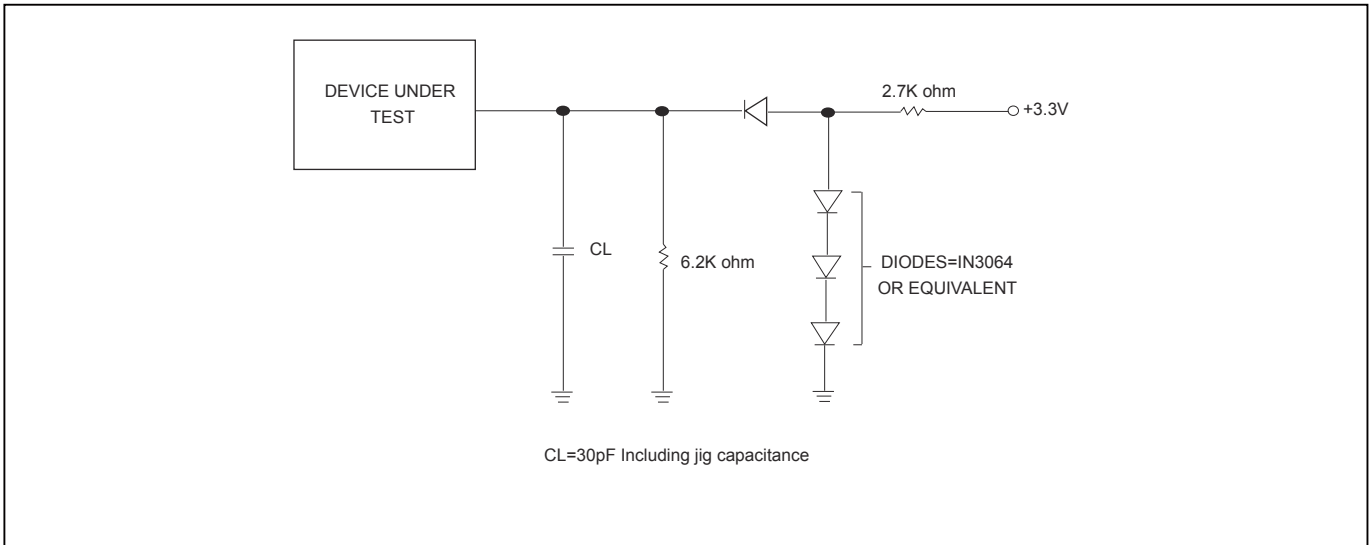 DEVICE UNDER
TEST
2.7K ohm
+3.3V
CL
6.2K ohm
DIODES=IN3064
OR EQUIVALENT
CL=30pF Including jig capacitance